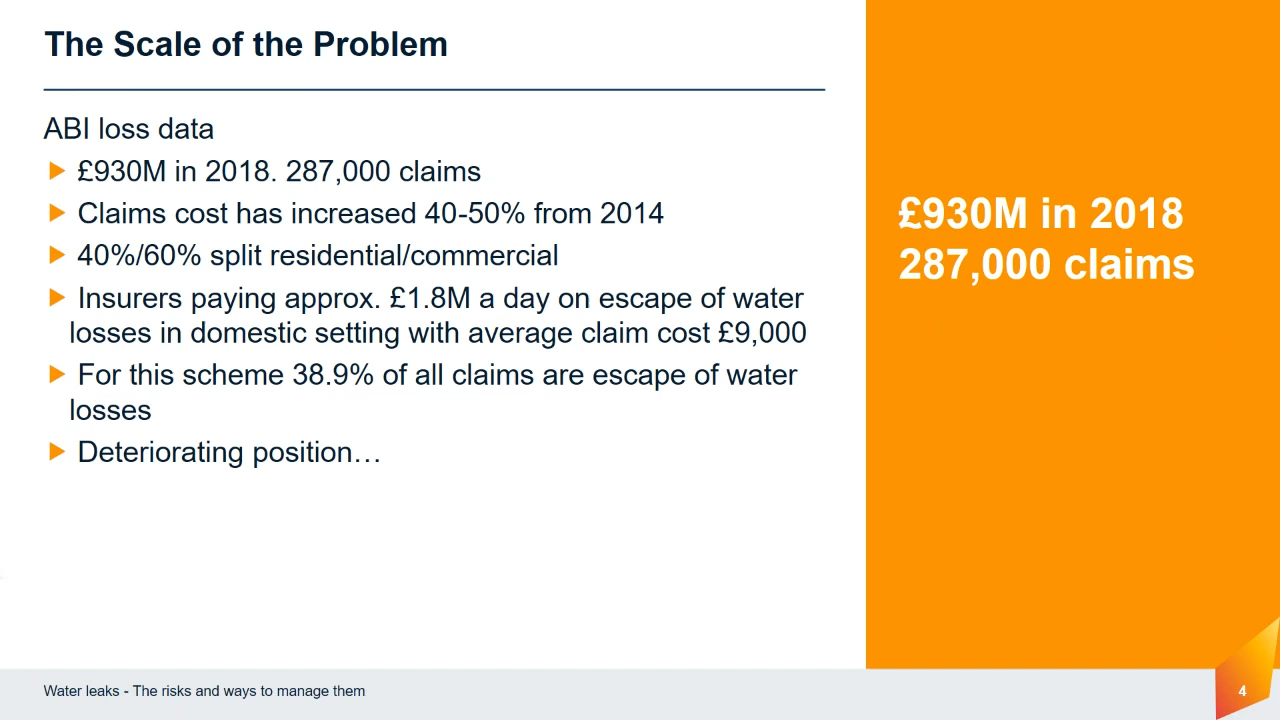 The Scale of the Problem
ABI loss data
£930M in 2018. 287,000 claims
Claims cost has increased 40-50% from 2014
40%/60% split residential/commercial
Insurers paying approx. £1.8M a day on escape of water
losses in domestic setting with average claim cost £9,000
For this scheme 38.9% of all claims are escape of water
losses
Deteriorating position…
£930M in 2018
287,000 claims
Water leaks - The risks and ways to manage them
4